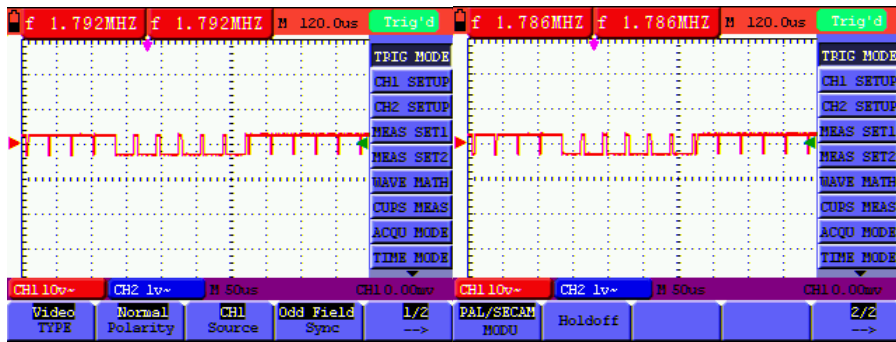 f 1.792MHZ f 1.792MHZ M 120.0us Trig'd
TRIG MODE
CH1 SETUP
CH2 SETUP
MEAS SET1
MEAS SET2
WAVE MATH
CUPS MEAS
ACQU MODE
TIME MODE
CH1 10v~ CH2 1v~ M 50us CH1 0.00mv
Video TYPE
Normal Polarity
CH1 Source
Odd Field Sync
1/2 -->
f 1.786MHZ f 1.786MHZ M 120.0us Trig'd
TRIG MODE
CH1 SETUP
CH2 SETUP
MEAS SET1
MEAS SET2
WAVE MATH
CUPS MEAS
ACQU MODE
TIME MODE
CH1 10v~ CH2 1v~ M 50us CH1 0.00mv
PAL/SECAM MODU
Holdoff
2/2 -->